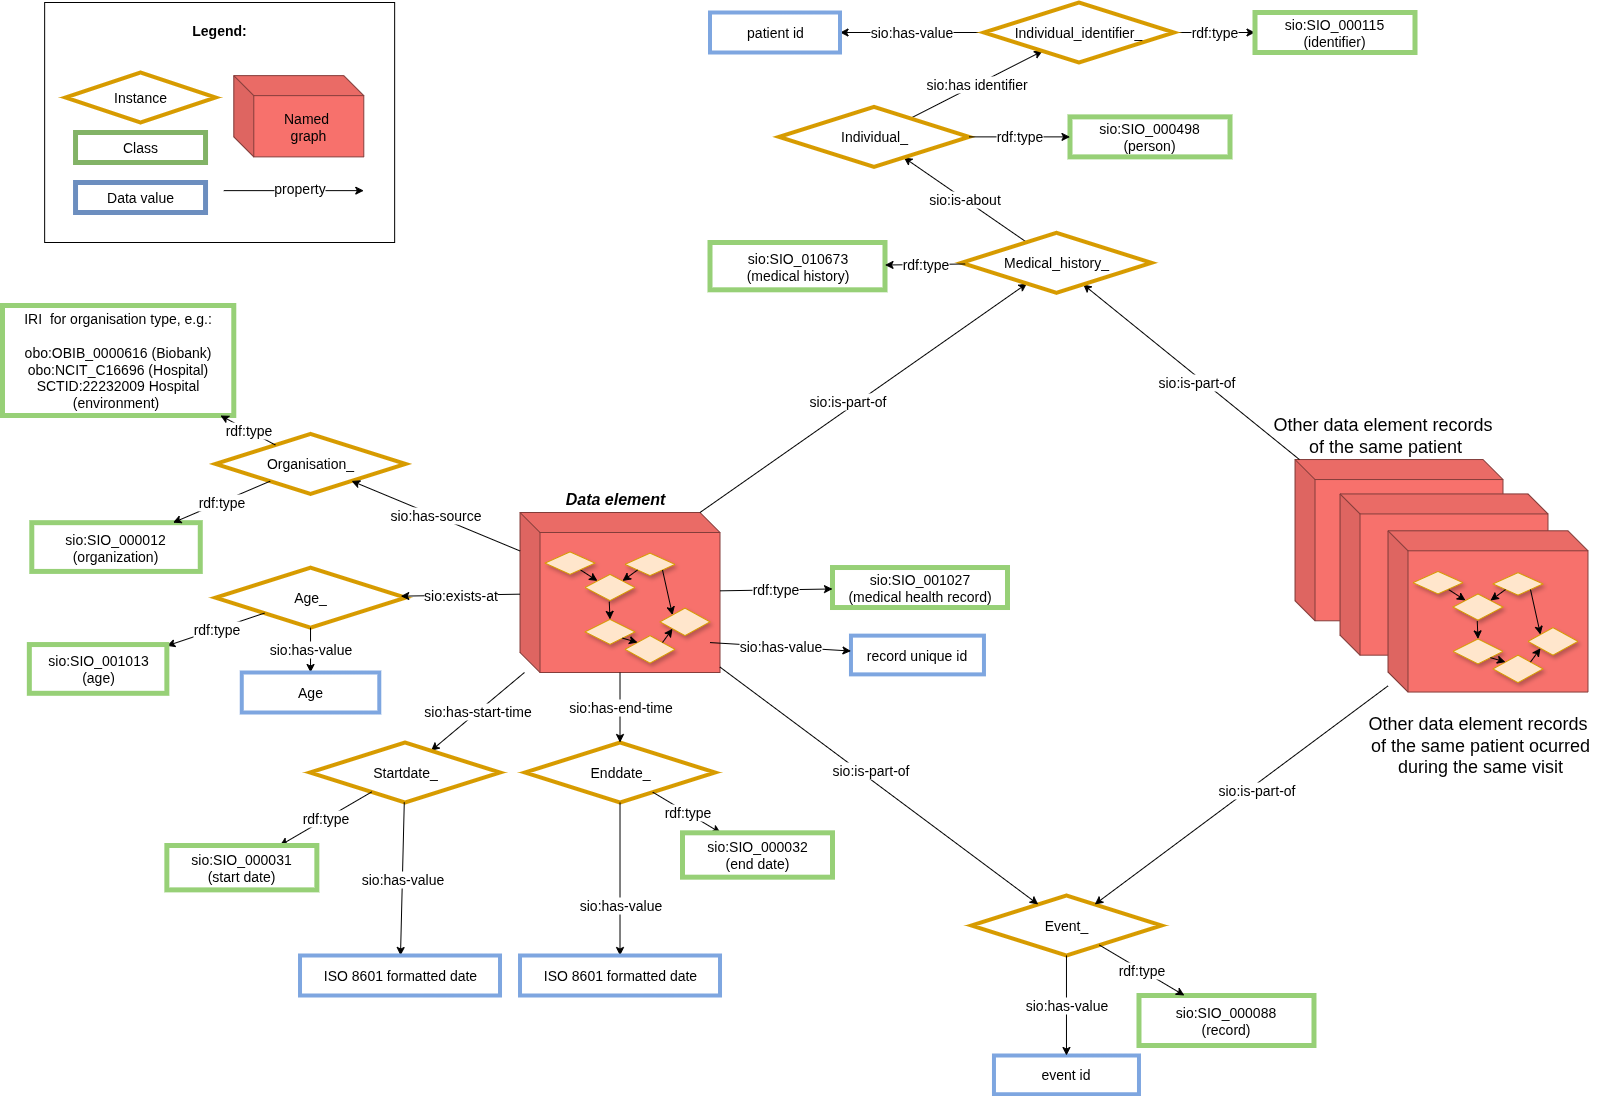 Legend:
Instance
Named
graph
Class
Data value
property
patient id
sio:has-value
Individual_identifier_
rdf:type
sio:SIO_000115
(identifier)
sio:has identifier
Individual_
rdf:type
sio:SIO_000498
(person)
sio:is-about
sio:SIO_010673
(medical history)
rdf:type
Medical_history_
IRI for organisation type, e.g.:
obo:OBIB_0000616 (Biobank)
obo:NCIT_C16696 (Hospital)
SCTID:22232009 Hospital
(environment)
rdf:type
sio:is-part-of
sio:is-part-of
Other data element records
of the same patient
Organisation_
rdf:type
sio:has-source
Data element
sio:SIO_000012
(organization)
Age_
sio:exists-at
rdf:type
sio:SIO_001027
(medical health record)
rdf:type
sio:has-value
sio:has-value
record unique id
sio:SIO_001013
(age)
Age
sio:has-start-time
sio:has-end-time
Other data element records
of the same patient ocurred
during the same visit
Startdate_
Enddate_
sio:is-part-of
sio:is-part-of
rdf:type
rdf:type
sio:SIO_000031
(start date)
sio:SIO_000032
(end date)
sio:has-value
sio:has-value
Event_
ISO 8601 formatted date
ISO 8601 formatted date
rdf:type
sio:has-value
sio:SIO_000088
(record)
event id